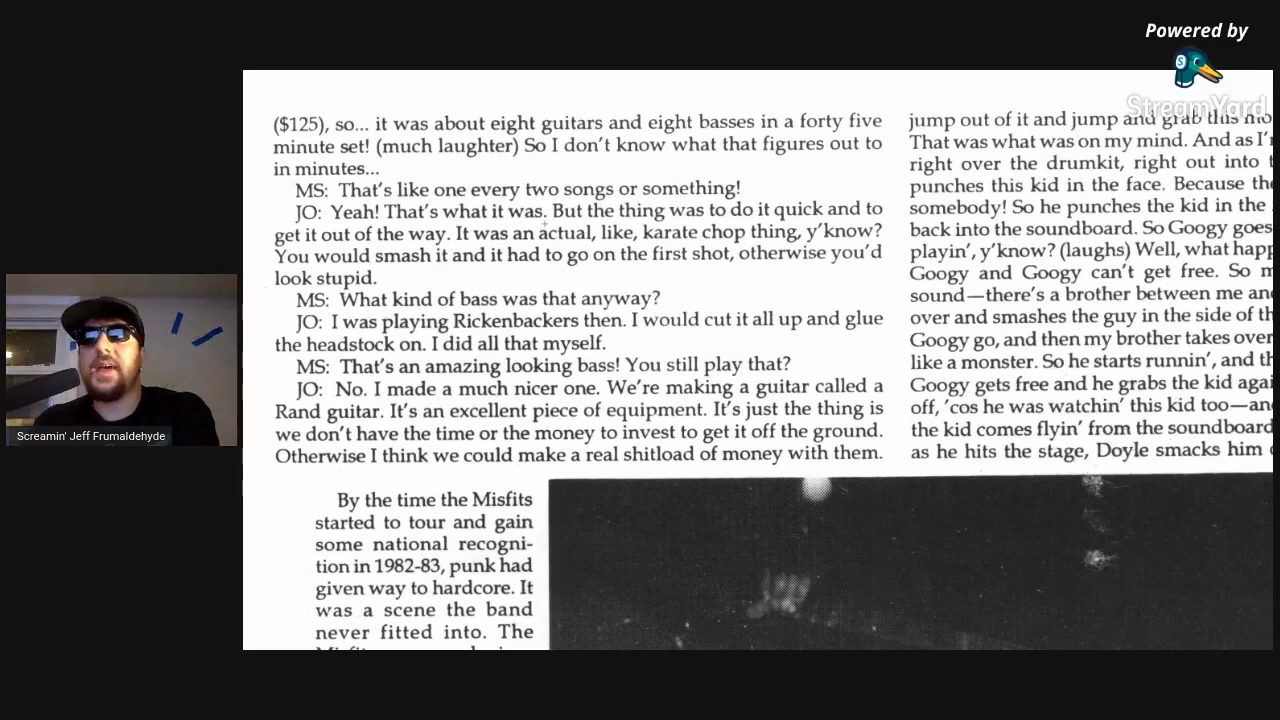 Powered by
StreamYard
($125), so... it was about eight guitars and eight basses in a forty five
minute set! (much laughter) So I don't know what that figures out to
in minutes...
MS: That's like one every two songs or something!
JO: Yeah! That's what it was. But the thing was to do it quick and to
get it out of the way. It was an actual, like, karate chop thing, y'know?
You would smash it and it had to go on the first shot, otherwise you'd
look stupid.
MS: What kind of bass was that anyway?
JO: I was playing Rickenbackers then. I would cut it all up and glue
the headstock on. I did all that myself.
MS: That's an amazing looking bass! You still play that?
JO: No. I made a much nicer one. We're making a guitar called a
Rand guitar. It's an excellent piece of equipment. It's just the thing is
we don't have the time or the money to invest to get it off the ground.
Otherwise I think we could make a real shitload of money with them.
By the time the Misfits
started to tour and gain
some national recogni-
tion in 1982-83, punk had
given way to hardcore. It
was a scene the band
never fitted into. The
jump out of it and jump and grab this
That was what was on my mind. And as
right over the drumkit, right out into
punches this kid in the face. Because
somebody! So he punches the kid in the
back into the soundboard. So Googy goes
playin', y'know? (laughs) Well, what
Googy and Googy can't get free. So
sound—there's a brother between me
over and smashes the guy in the side of
Googy go, and then my brother takes over
like a monster. So he starts runnin', and
Googy gets free and he grabs the kid
off, 'cos he was watchin' this kid too—
the kid comes flyin' from the soundboard
as he hits the stage, Doyle smacks him
Screamin' Jeff Frumaldehyde